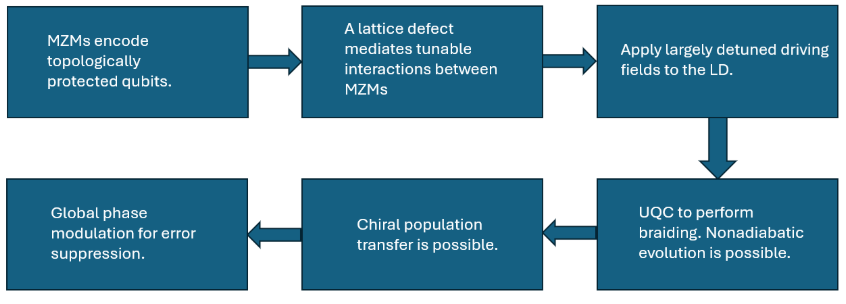 MZMs encode
topologically
protected qubits.
A lattice defect
mediates tunable
interactions between
MZMs
Apply largely detuned driving
fields to the LD.
UQC to perform
braiding. Nonadiabatic
evolution is possible.
Chiral population
transfer is possible.
Global phase
modulation for error
suppression.